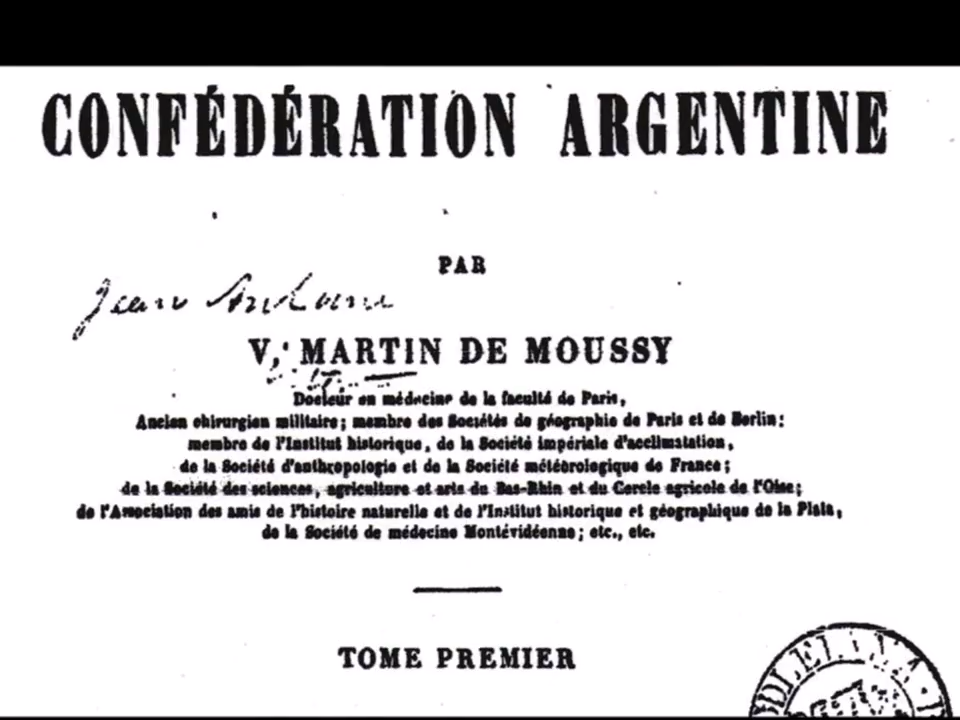 CONFÉDÉRATION ARGENTINE
PAR
Jean Antoine
V. MARTIN DE MOUSSY
Docteur en médecine de la faculté de Paris,
Ancien chirurgien militaire; membre des Sociétés de géographie de Paris et de Berlin;
membre de l'Institut historique, de la Société impériale d'acclimatation,
de la Société d'anthropologie et de la Société météorologique de France;
de la Société des sciences, agriculture et arts du Bas-Rhin et du Cercle agricole de l'Oise;
de l'Association des amis de l'histoire naturelle et de l'Institut historique et géographique de la Plata,
de la Société de médecine Montévidéenne; etc., etc.
TOME PREMIER